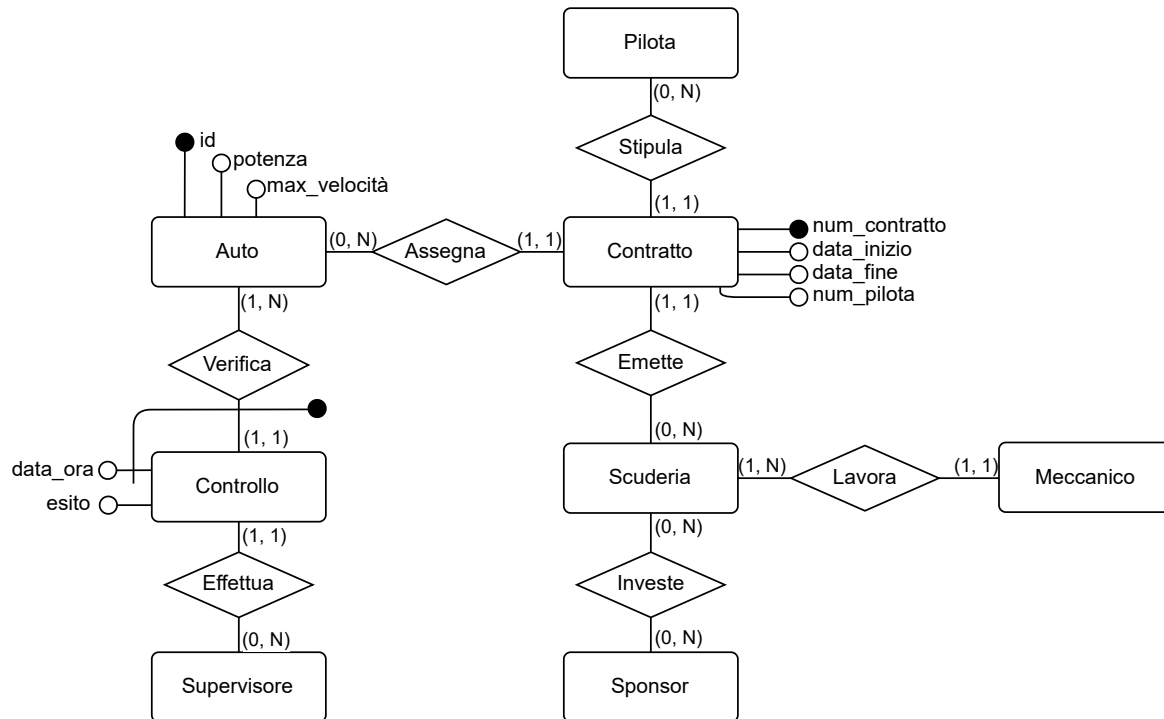 Pilota
(0, N)
Stipula
(1, 1)
id
potenza
max_velocità
Auto
(0, N)
Assegna
(1, 1)
Contratto
num_contratto
data_inizio
data_fine
num_pilota
(1, N)
(1, 1)
Verifica
Emette
(1, 1)
(0, N)
data_ora
esito
Controllo
Scuderia
(1, N)
Lavora
(1, 1)
Meccanico
(1, 1)
(0, N)
Effettua
Investe
(0, N)
(0, N)
Supervisore
Sponsor